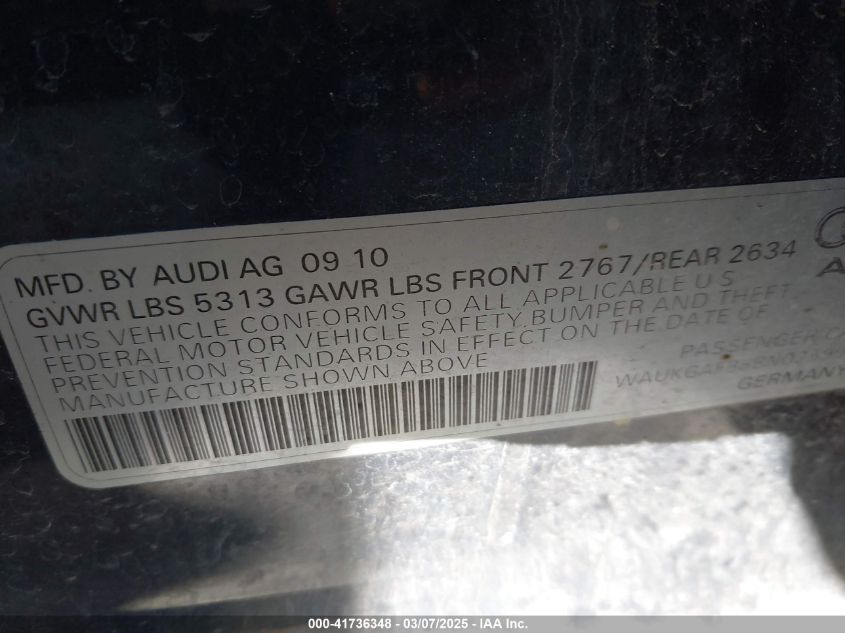 MFD. BY AUDI AG 09 10
GVWR LBS 5313 GAWR LBS FRONT 2767/REAR 2634
THIS VEHICLE CONFORMS TO ALL APPLICABLE U S
FEDERAL MOTOR VEHICLE SAFETY, BUMPER AND THEFT
PREVENTION STANDARDS IN EFFECT ON THE DATE OF
MANUFACTURE SHOWN ABOVE
PASSENGER
GERMANY
000-41736348 | 03/07/2025 - IAA Inc.